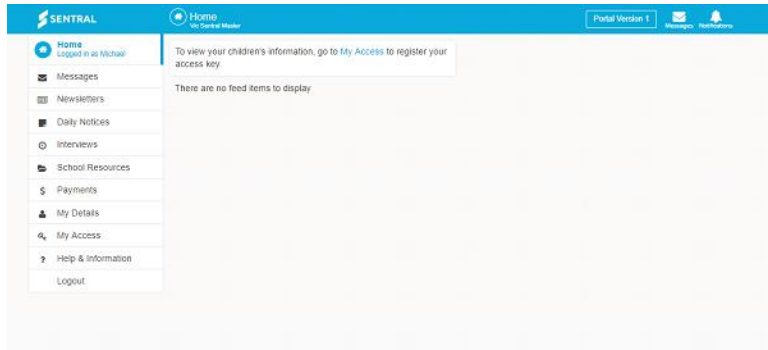 SENTRAL
Home
Vic Sentral Master
Portal Version 1
Messages
Notifications
Home
Logged in as Michael
Messages
Newsletters
Daily Notices
Interviews
School Resources
Payments
My Details
My Access
Help & Information
Logout
To view your children's information, go to My Access to register your
access key
There are no feed items to display